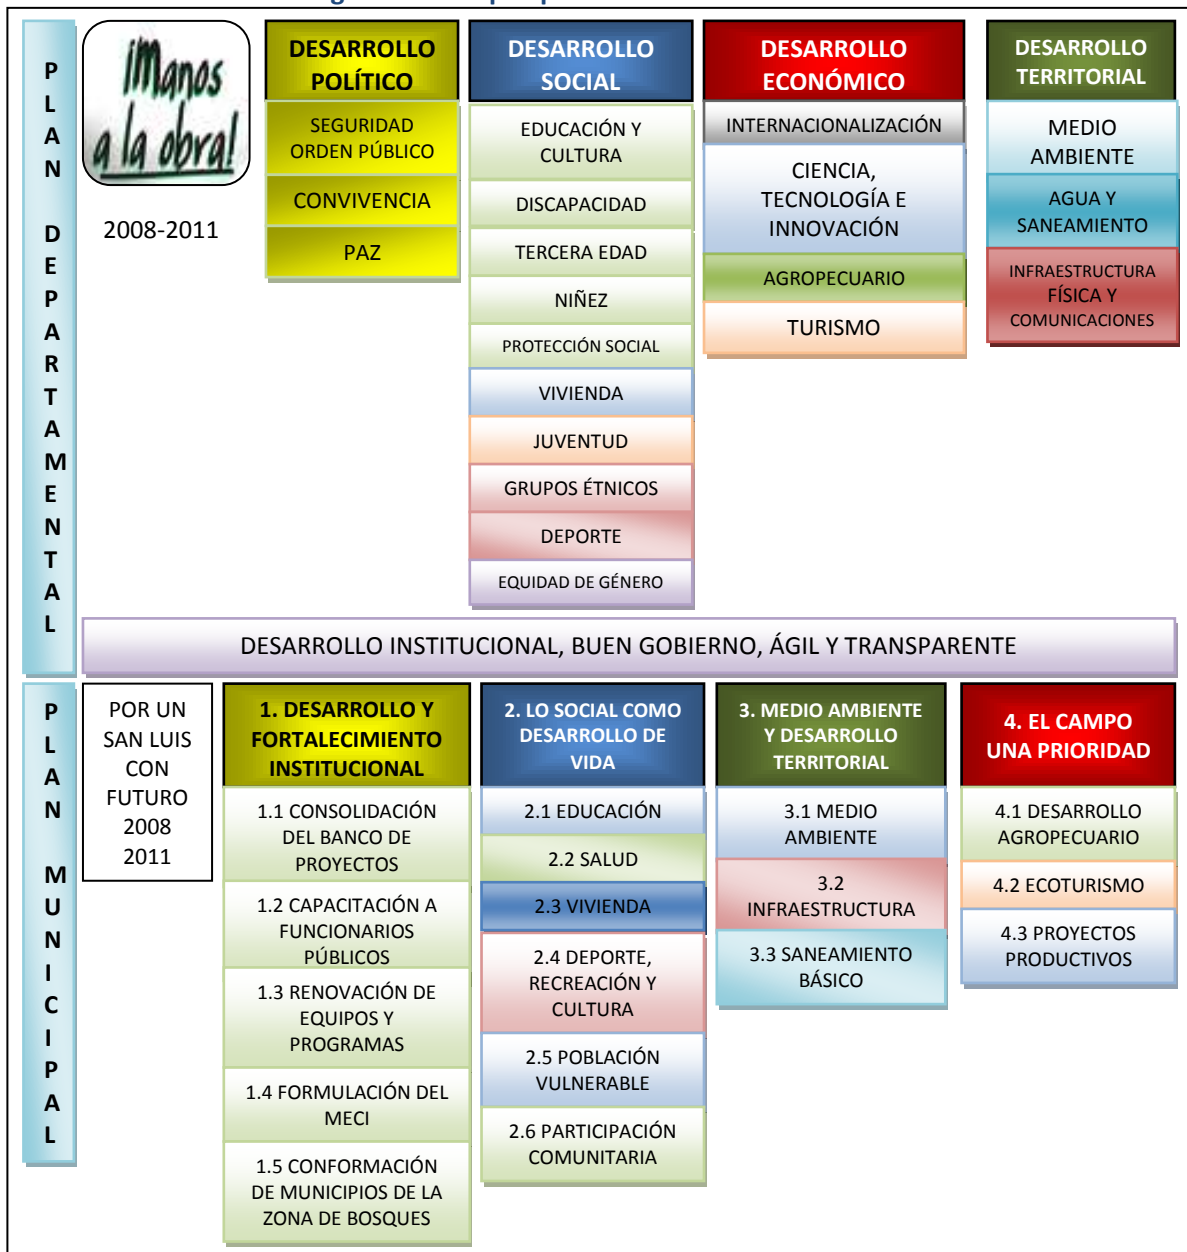 PLAN DEPARTAMENTAL
¡Manos
a la obra!
2008-2011
DESARROLLO
POLÍTICO
SEGURIDAD
ORDEN PÚBLICO
CONVIVENCIA
PAZ
DESARROLLO
SOCIAL
EDUCACIÓN Y
CULTURA
DISCAPACIDAD
TERCERA EDAD
NIÑEZ
PROTECCIÓN SOCIAL
VIVIENDA
JUVENTUD
GRUPOS ÉTNICOS
DEPORTE
EQUIDAD DE GÉNERO
DESARROLLO
ECONÓMICO
INTERNACIONALIZACIÓN
CIENCIA,
TECNOLOGÍA E
INNOVACIÓN
AGROPECUARIO
TURISMO
DESARROLLO
TERRITORIAL
MEDIO
AMBIENTE
AGUA Y
SANEAMIENTO
INFRAESTRUCTURA
FÍSICA Y
COMUNICACIONES
DESARROLLO INSTITUCIONAL, BUEN GOBIERNO, ÁGIL Y TRANSPARENTE
PLAN MUNICIPAL
POR UN
SAN LUIS
CON
FUTURO
2008
2011
1. DESARROLLO Y
FORTALECIMIENTO
INSTITUCIONAL
1.1 CONSOLIDACIÓN
DEL BANCO DE
PROYECTOS
1.2 CAPACITACIÓN A
FUNCIONARIOS
PÚBLICOS
1.3 RENOVACIÓN DE
EQUIPOS Y
PROGRAMAS
1.4 FORMULACIÓN DEL
MECI
1.5 CONFORMACIÓN
DE MUNICIPIOS DE LA
ZONA DE BOSQUES
2. LO SOCIAL COMO
DESARROLLO DE
VIDA
2.1 EDUCACIÓN
2.2 SALUD
2.3 VIVIENDA
2.4 DEPORTE,
RECREACIÓN Y
CULTURA
2.5 POBLACIÓN
VULNERABLE
2.6 PARTICIPACIÓN
COMUNITARIA
3. MEDIO AMBIENTE
Y DESARROLLO
TERRITORIAL
3.1 MEDIO
AMBIENTE
3.2
INFRAESTRUCTURA
3.3 SANEAMIENTO
BÁSICO
4. EL CAMPO
UNA PRIORIDAD
4.1 DESARROLLO
AGROPECUARIO
4.2 ECOTURISMO
4.3 PROYECTOS
PRODUCTIVOS